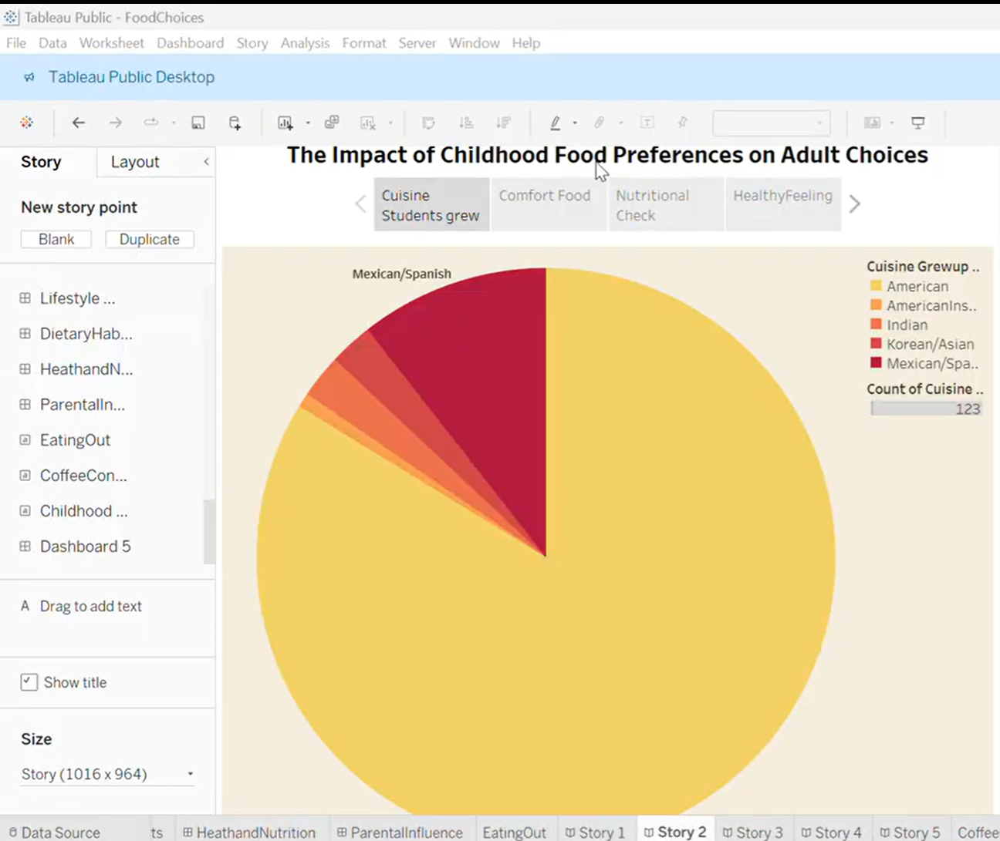 Tableau Public - FoodChoices
File Data Worksheet Dashboard Story Analysis Format Server Window Help
Tableau Public Desktop
Story Layout
New story point
Blank Duplicate
Lifestyle ...
DietaryHab...
HeathandN...
ParentalIn...
EatingOut
CoffeeCon...
Childhood ...
Dashboard 5
A Drag to add text
Show title
Size
Story (1016 x 964)
The Impact of Childhood Food Preferences on Adult Choices
Cuisine
Students grew
Comfort Food
Nutritional
Check
HealthyFeeling
Mexican/Spanish
Cuisine Grewup ..
American
AmericanIns..
Indian
Korean/Asian
Mexican/Spa..
Count of Cuisine ..
123
Data Source ts HeathandNutrition ParentalInfluence EatingOut Story 1 Story 2 Story 3 Story 4 Story 5 Coffee